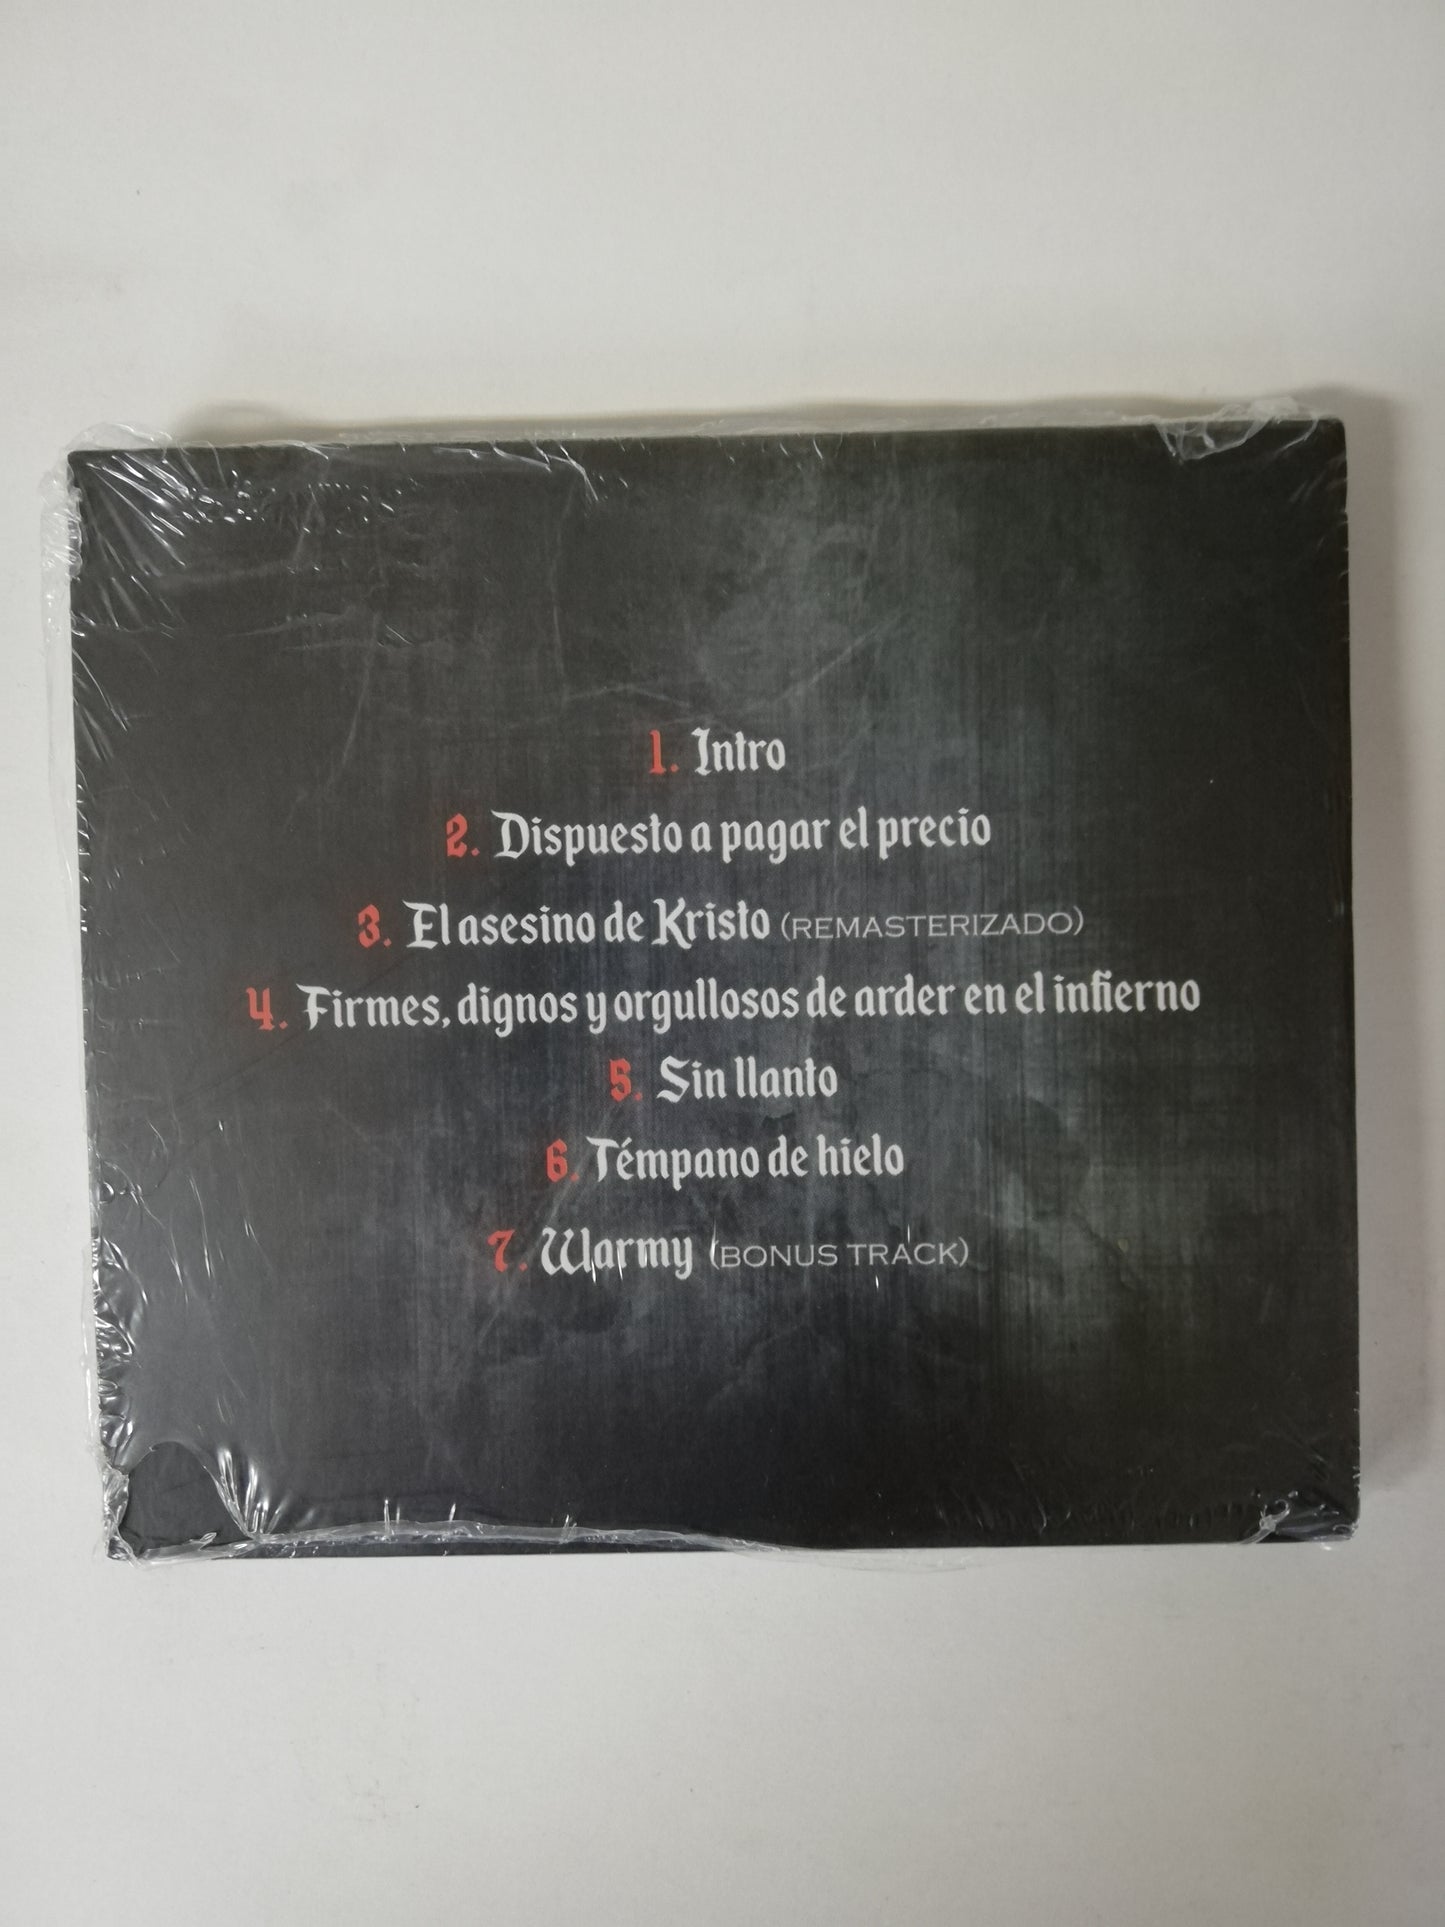 1. Intro
2. Dispuesto a pagar el precio
3. El asesino de Kristo (REMASTERIZADO)
4. Firmes, dignos y orgullosos de arder en el infierno
5. Sin llanto
6. Témpano de hielo
7. Warmy (BONUS TRACK)